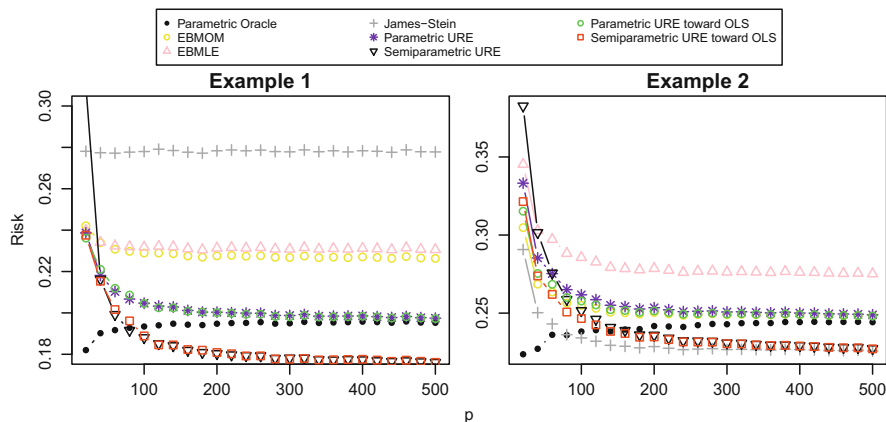 Parametric Oracle
EBMOM
EBMLE
James−Stein
Parametric URE
Semiparametric URE
Parametric URE toward OLS
Semiparametric URE toward OLS
Example 1
Example 2
Risk
0.30
0.26
0.22
0.18
100 200 300 400 500
0.35
0.30
0.25
100 200 300 400 500
p